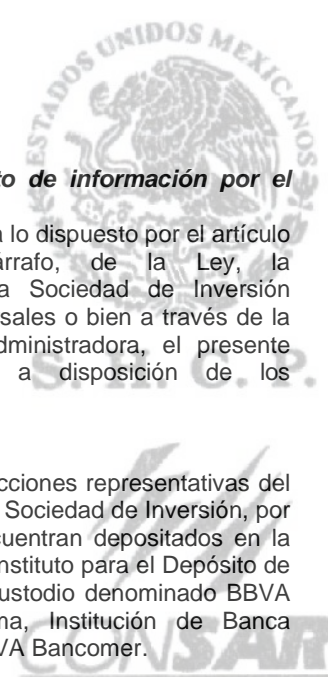 ESTADOS UNIDOS MEXICANOS
to de información por el
a lo dispuesto por el artículo
árrafo, de la Ley, la
a Sociedad de Inversión
sales o bien a través de la
dministradora, el presente
a disposición de los
S. H. C. P.
cciones representativas del
Sociedad de Inversión, por
cuentran depositados en la
nstituto para el Depósito de
ustodio denominado BBVA
ma, Institución de Banca
VA Bancomer.
CONSAR